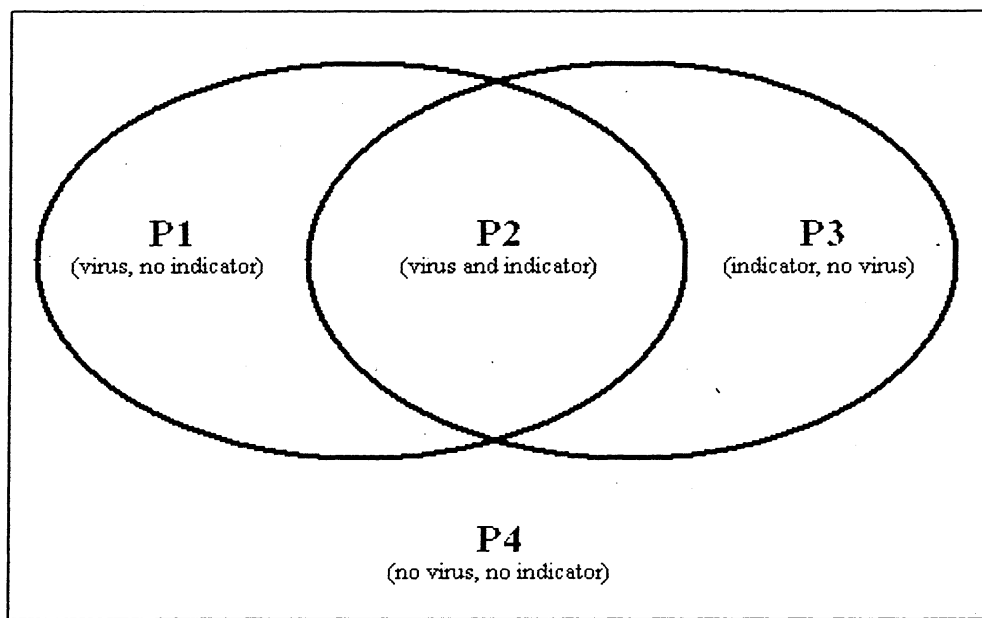 P1
(virus, no indicator)
P2
(virus and indicator)
P3
(indicator, no virus)
P4
(no virus, no indicator)